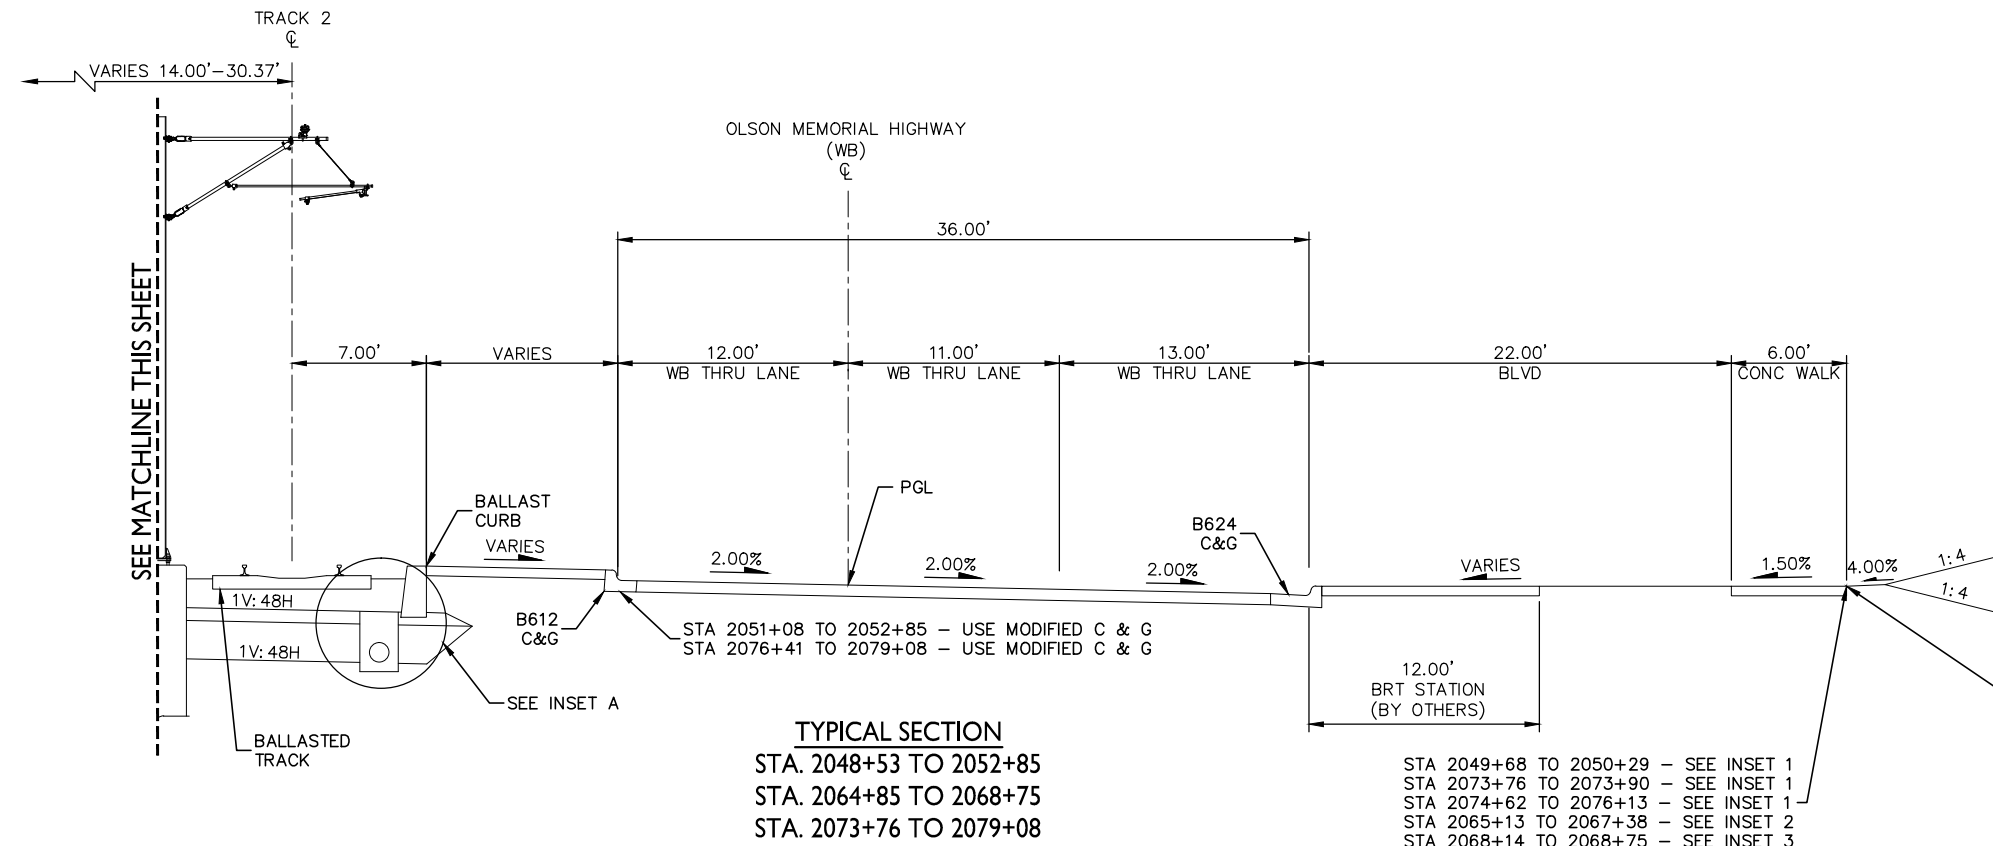 TRACK 2
℄
VARIES 14.00'-30.37'
OLSON MEMORIAL HIGHWAY
(WB)
℄
36.00'
SEE MATCHLINE THIS SHEET
7.00'
VARIES
12.00'
WB THRU LANE
11.00'
WB THRU LANE
13.00'
WB THRU LANE
22.00'
BLVD
6.00'
CONC WALK
BALLAST
CURB
VARIES
2.00%
PGL
2.00%
2.00%
B624
C&G
VARIES
1.50%
4.00%
1:4
1:4
1V:48H
1V:48H
B612
C&G
STA 2051+08 TO 2052+85 – USE MODIFIED C & G
STA 2076+41 TO 2079+08 – USE MODIFIED C & G
SEE INSET A
BALLASTED
TRACK
12.00'
BRT STATION
(BY OTHERS)
TYPICAL SECTION
STA. 2048+53 TO 2052+85
STA. 2064+85 TO 2068+75
STA. 2073+76 TO 2079+08
STA 2049+68 TO 2050+29 – SEE INSET 1
STA 2073+76 TO 2073+90 – SEE INSET 1
STA 2074+62 TO 2076+13 – SEE INSET 1
STA 2065+13 TO 2067+38 – SEE INSET 2
STA 2068+14 TO 2068+75 – SEE INSET 3